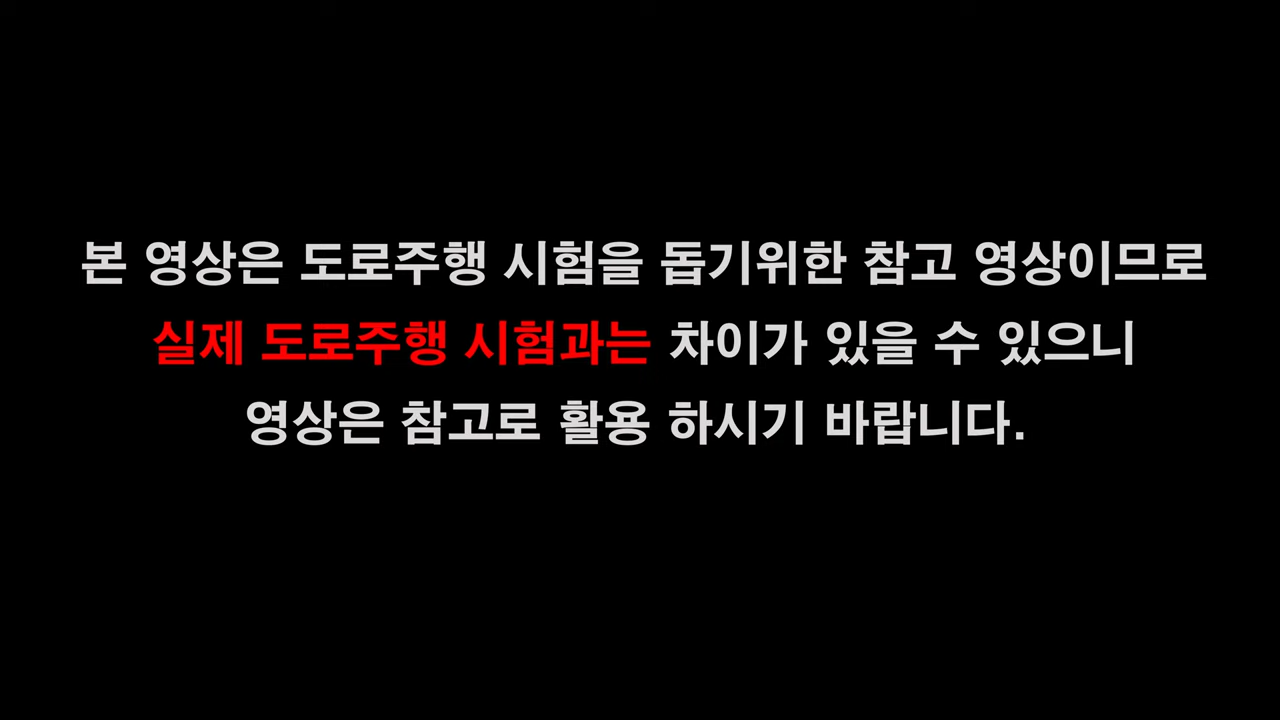 본 영상은 도로주행 시험을 돕기위한 참고 영상이므로
실제 도로주행 시험과는 차이가 있을 수 있으니
영상은 참고로 활용 하시기 바랍니다.